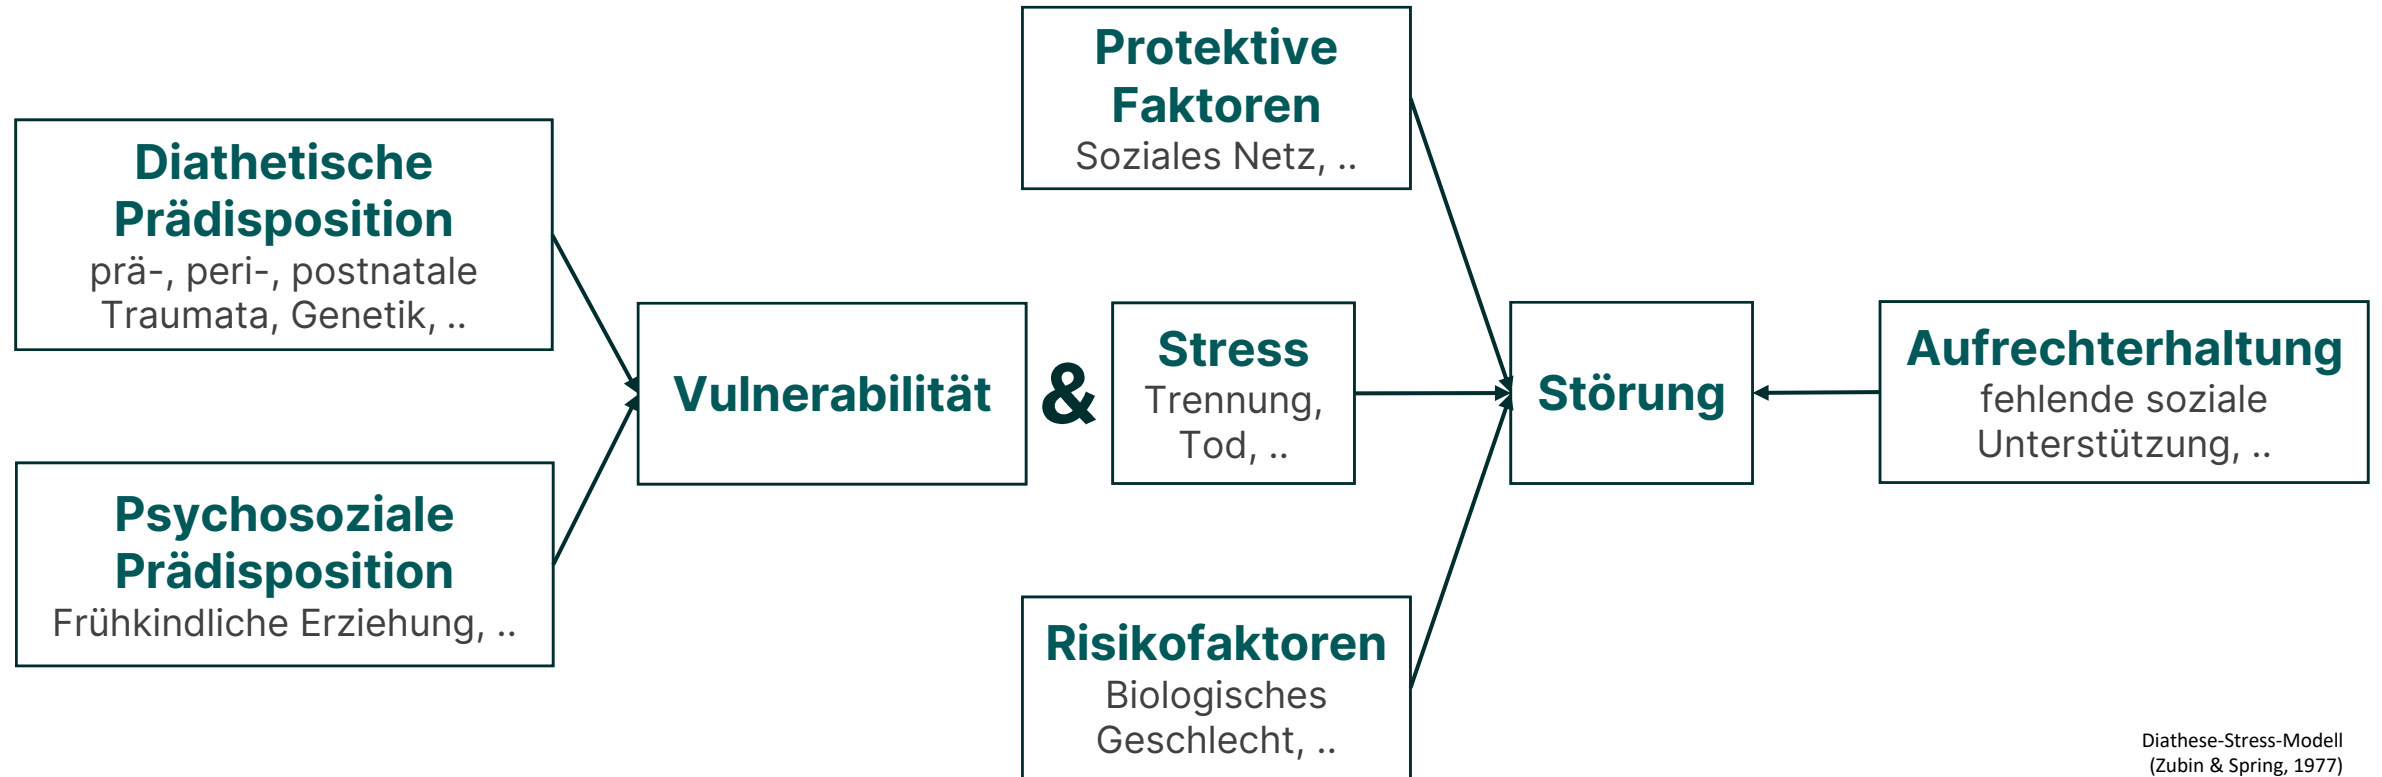 Diathetische
Prädisposition
prä-, peri-, postnatale
Traumata, Genetik, ..
Psychosoziale
Prädisposition
Frühkindliche Erziehung, ..
Vulnerabilität
&
Stress
Trennung,
Tod, ..
Protektive
Faktoren
Soziales Netz, ..
Risikofaktoren
Biologisches
Geschlecht, ..
Störung
Aufrechterhaltung
fehlende soziale
Unterstützung, ..
Diathese-Stress-Modell
(Zubin & Spring, 1977)